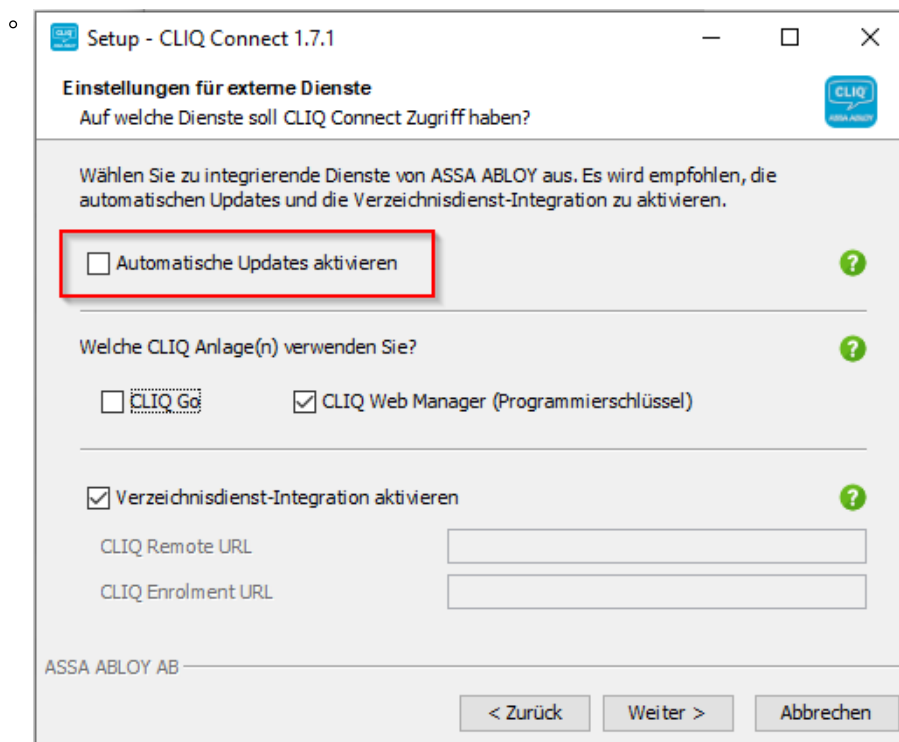 Setup - CLIQ Connect 1.7.1
Einstellungen für externe Dienste
Auf welche Dienste soll CLIQ Connect Zugriff haben?
CLIQ
ASSA ABLOY
Wählen Sie zu integrierende Dienste von ASSA ABLOY aus. Es wird empfohlen, die
automatischen Updates und die Verzeichnisdienst-Integration zu aktivieren.
Automatische Updates aktivieren
Welche CLIQ Anlage(n) verwenden Sie?
CLIQ Go
CLIQ Web Manager (Programmierschlüssel)
Verzeichnisdienst-Integration aktivieren
CLIQ Remote URL
CLIQ Enrolment URL
ASSA ABLOY AB
< Zurück
Weiter >
Abbrechen